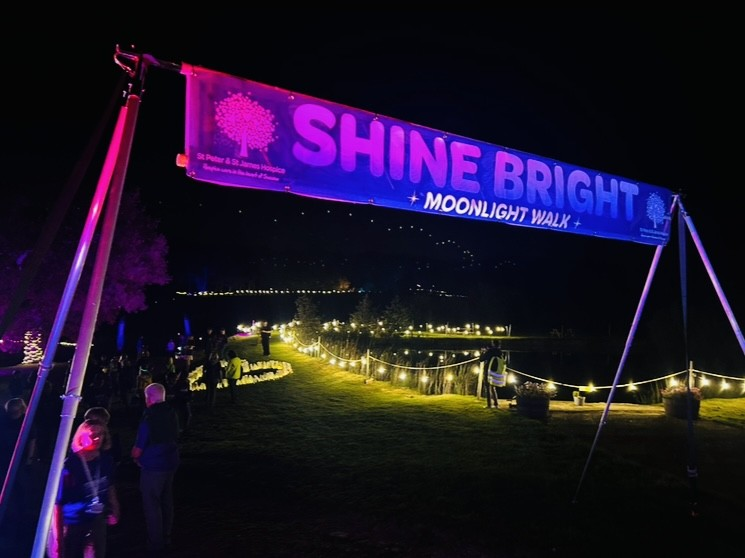 St Peter & St James Hospice
SHINE BRIGHT
MOONLIGHT WALK